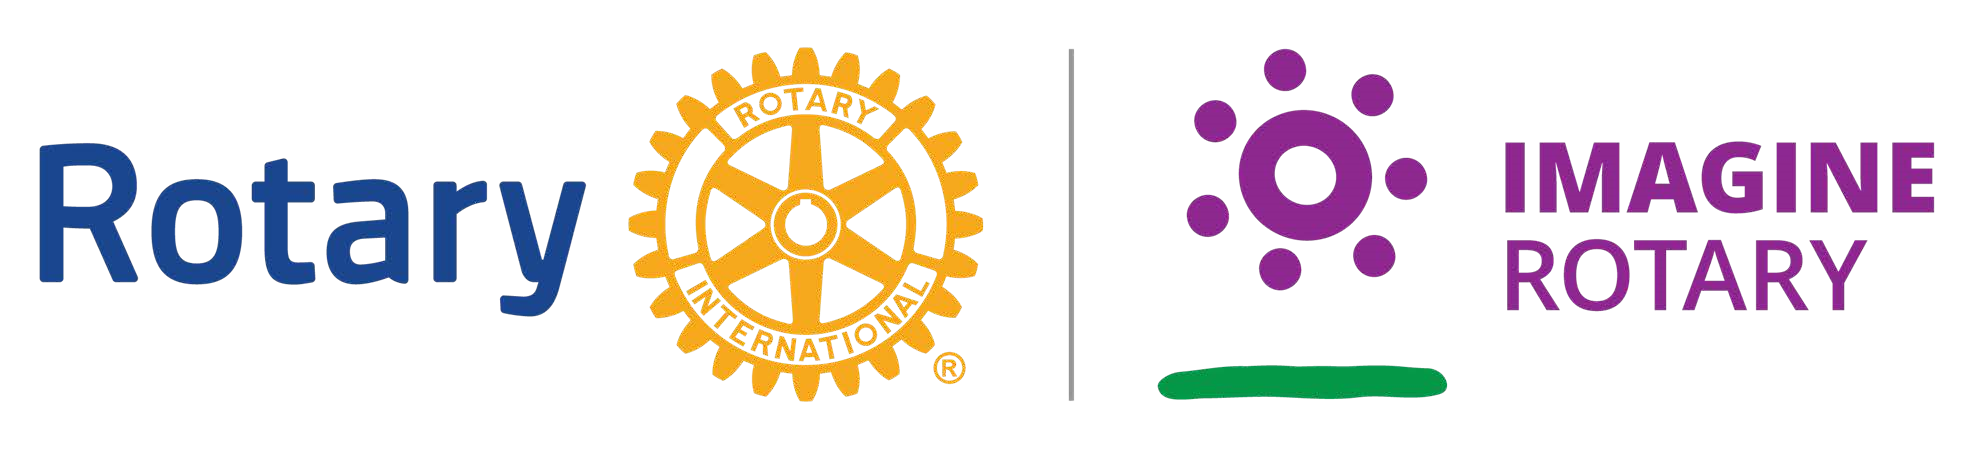 Rotary
ROTARY
INTERNATIONAL
®
IMAGINE
ROTARY